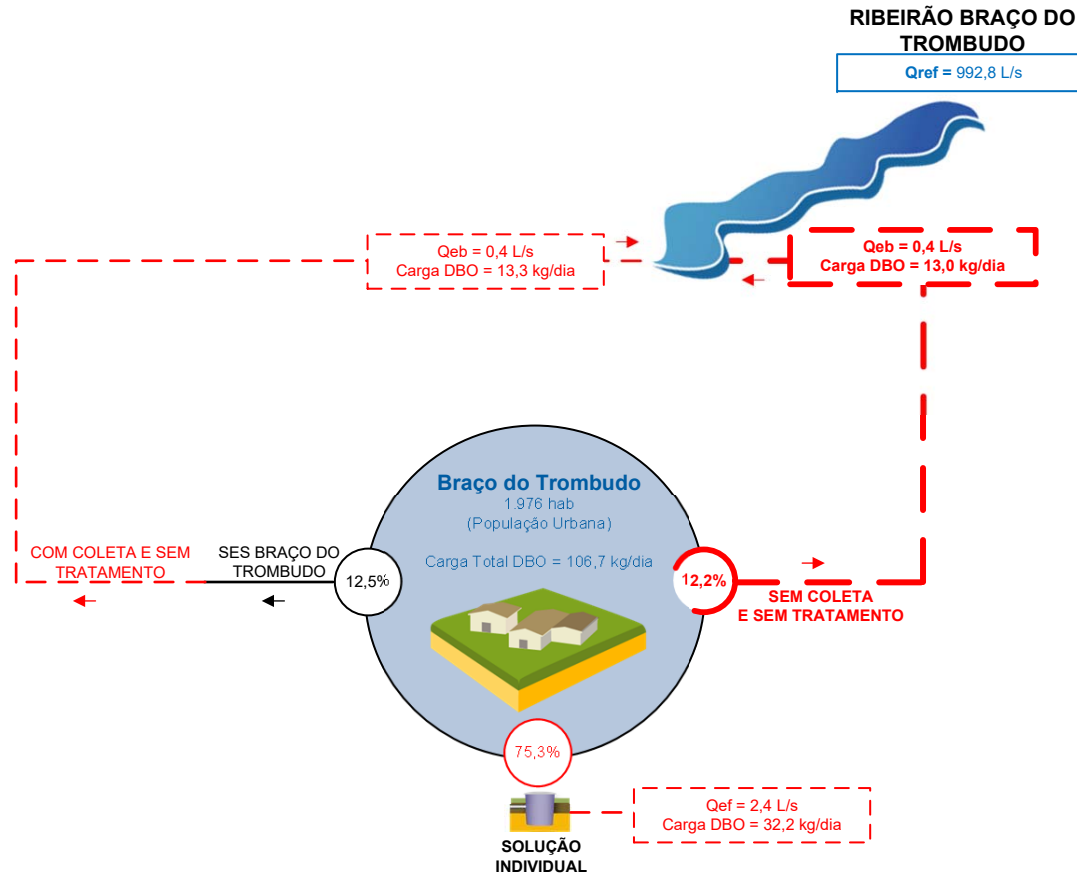 RIBEIRÃO BRAÇO DO
TROMBUDO
Qref = 992,8 L/s
Qeb = 0,4 L/s
Carga DBO = 13,3 kg/dia
Qeb = 0,4 L/s
Carga DBO = 13,0 kg/dia
Braço do Trombudo
1.976 hab
(População Urbana)
Carga Total DBO = 106,7 kg/dia
COM COLETA E SEM
TRATAMENTO
SES BRAÇO DO
TROMBUDO
12,5%
12,2%
SEM COLETA
E SEM TRATAMENTO
75,3%
Qef = 2,4 L/s
Carga DBO = 32,2 kg/dia
SOLUÇÃO
INDIVIDUAL